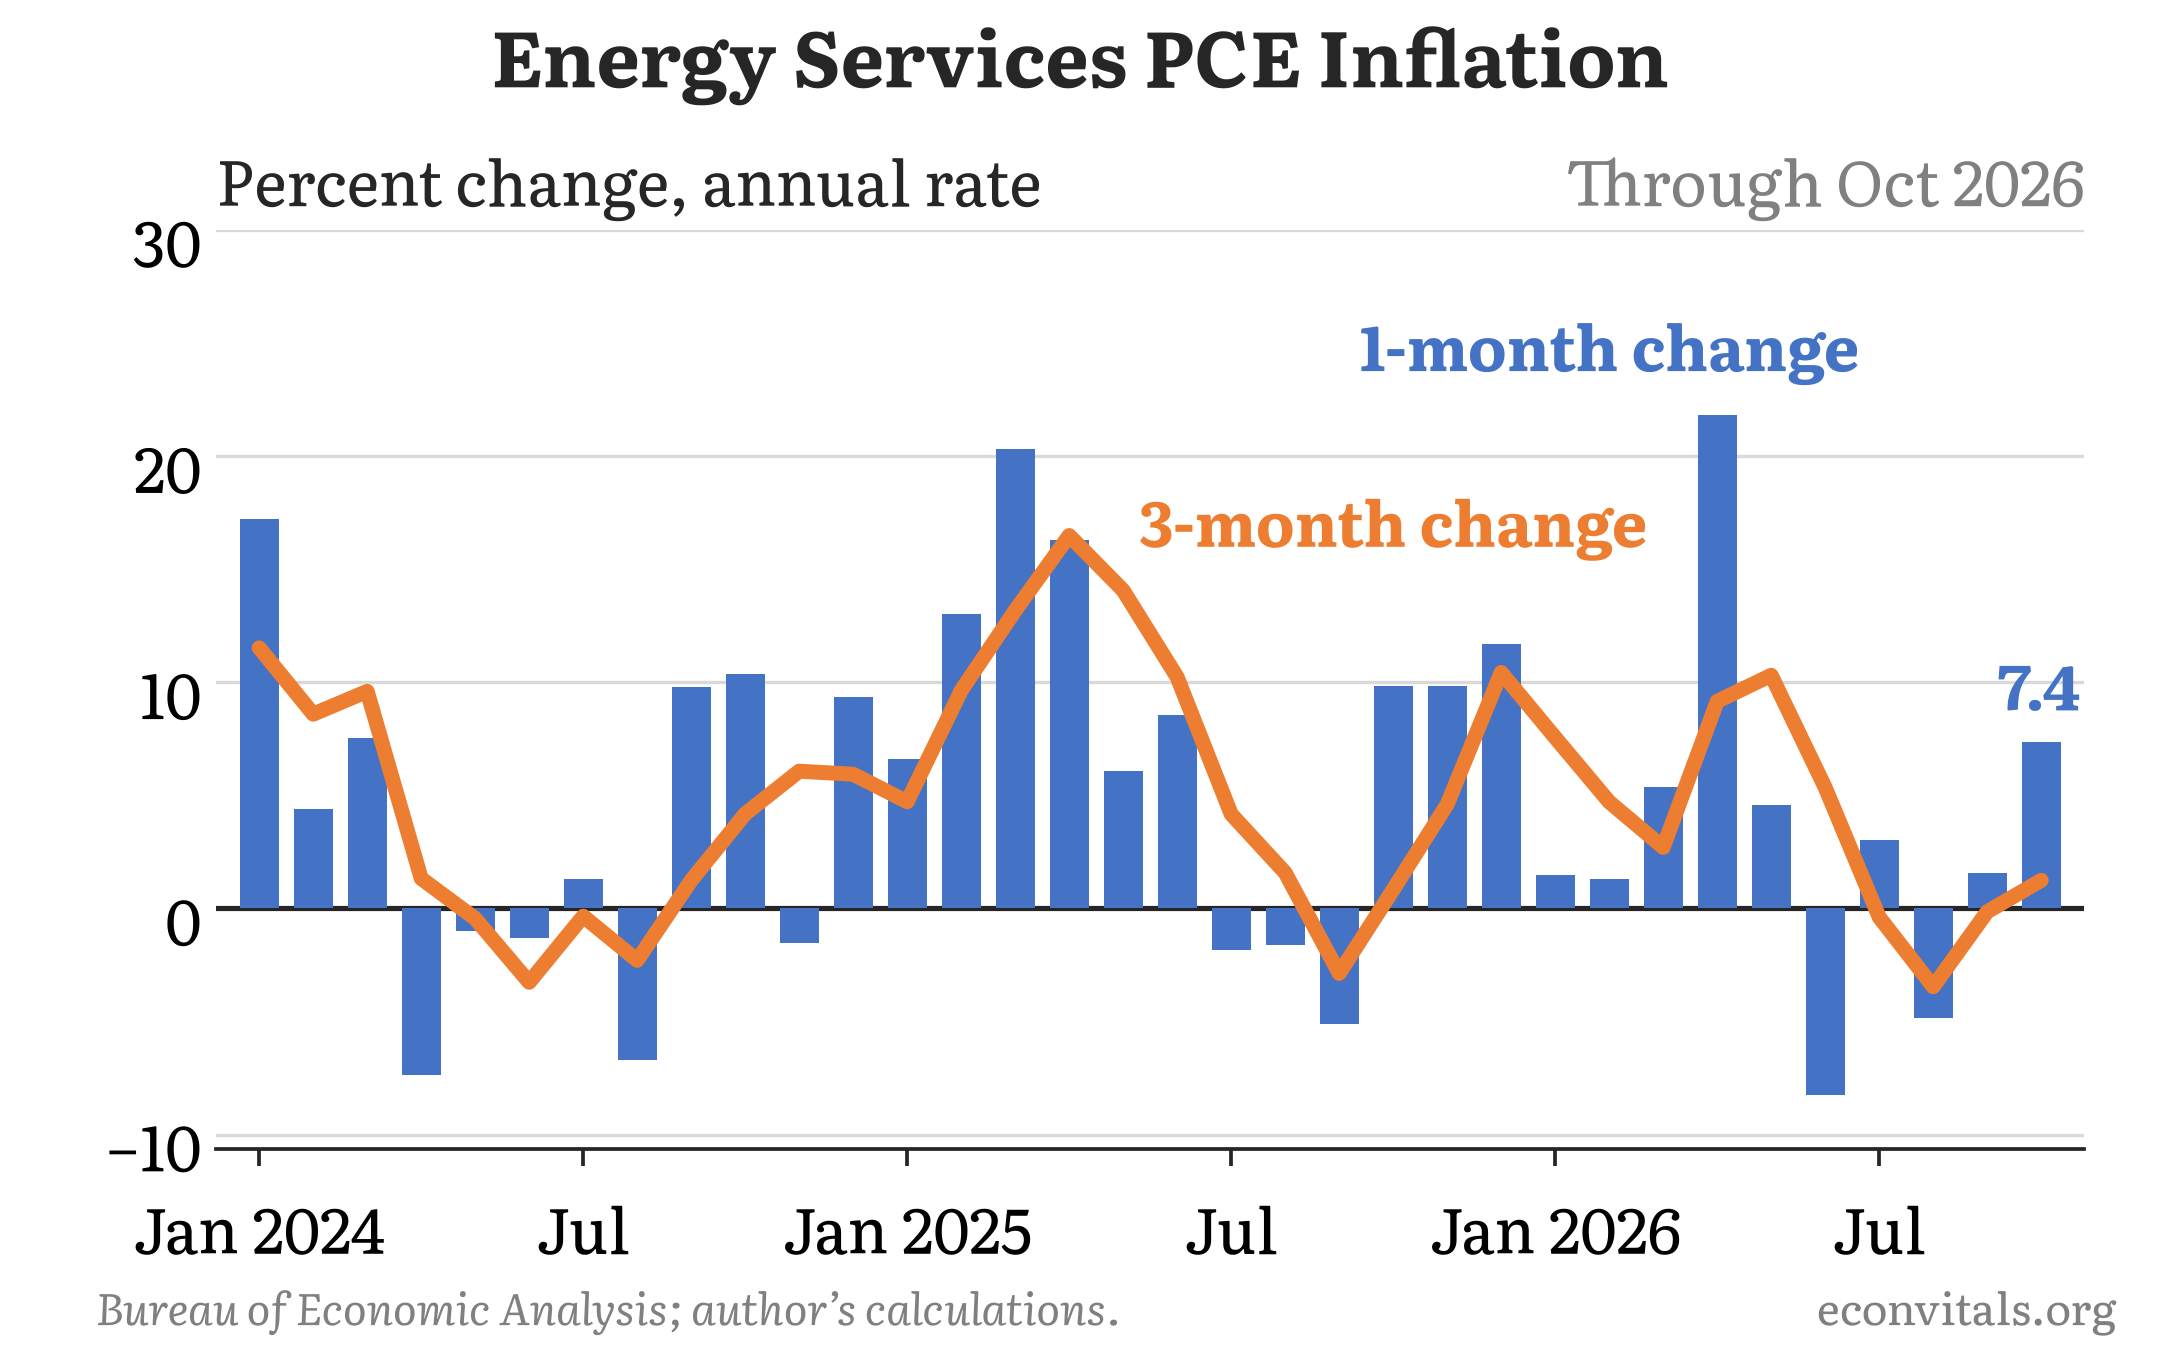 Energy Services PCE Inflation
Percent change, annual rate
Through Oct 2026
30
1-month change
20
3-month change
10
7.4
0
−10
Jan 2024
Jul
Jan 2025
Jul
Jan 2026
Jul
Bureau of Economic Analysis; author’s calculations.
econvitals.org